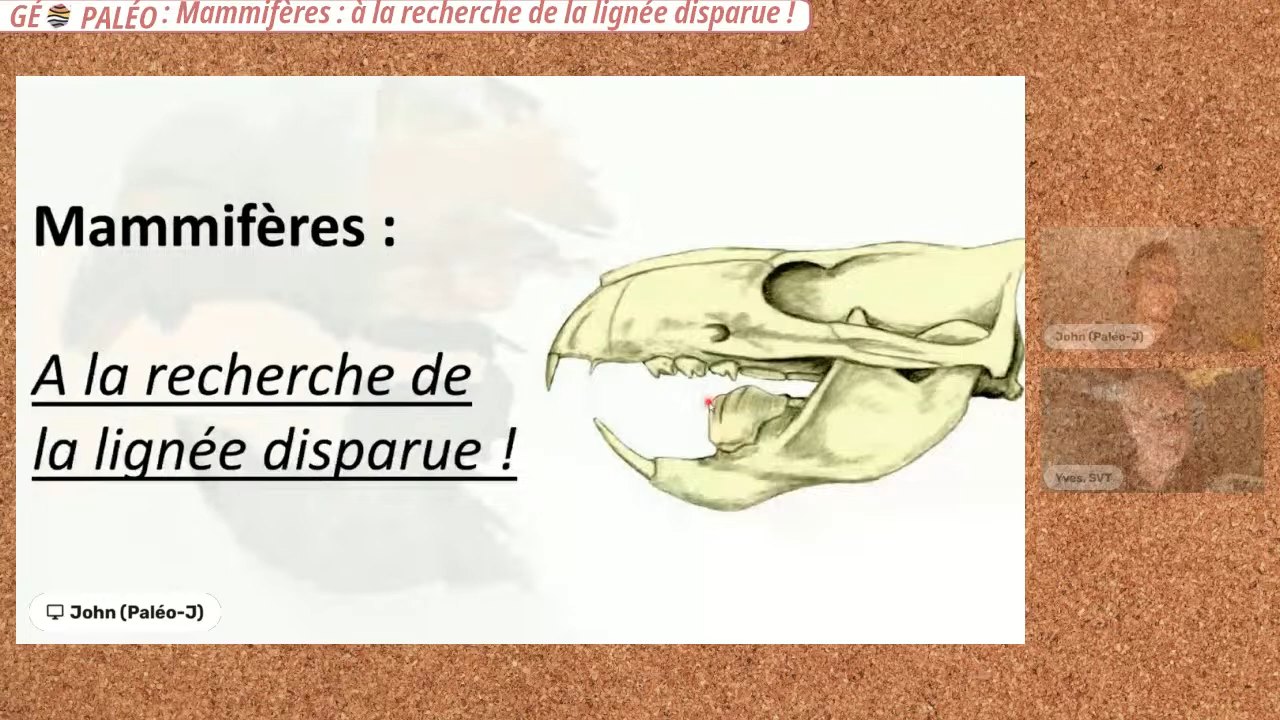 GÉ PALÉO : Mammifères : à la recherche de la lignée disparue !
Mammifères :
A la recherche de
la lignée disparue !
John (Paléo-J)
John (Paléo-J)
Yves, SVT